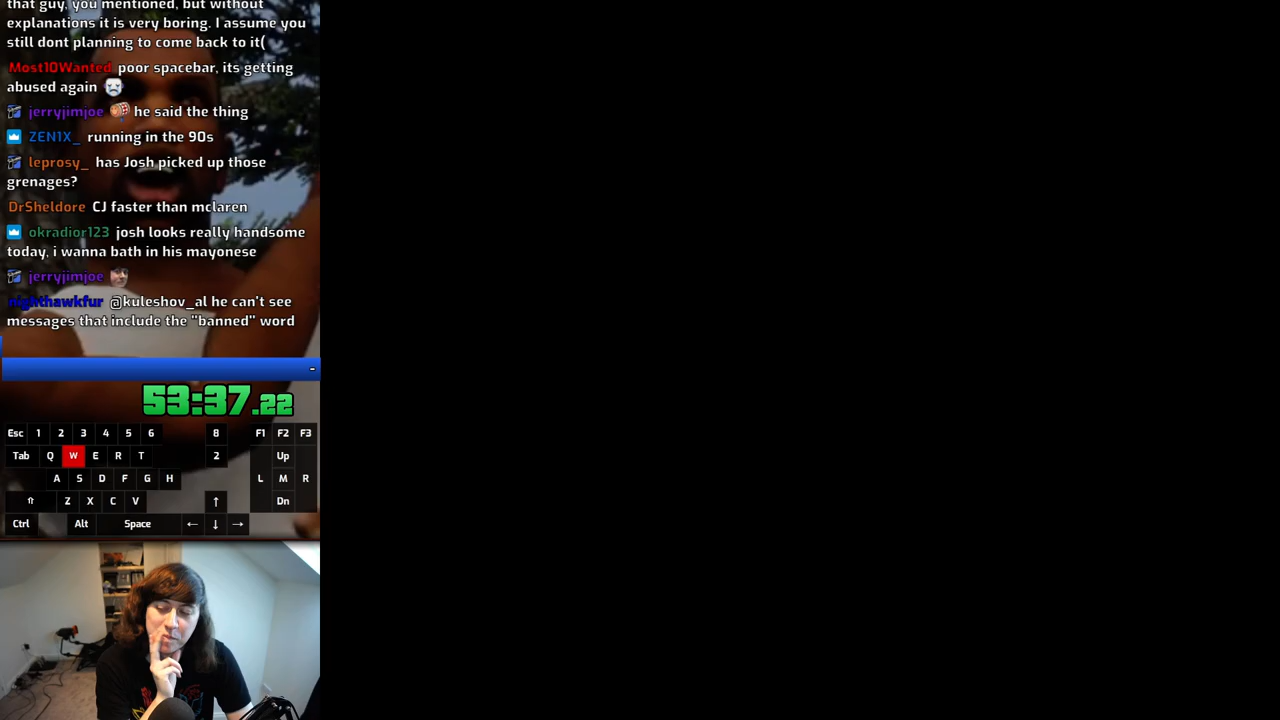 that guy, you mentioned, but without
explanations it is very boring. I assume you
still dont planning to come back to it(
Most10Wanted poor spacebar, its getting
abused again
jerryjimjoe he said the thing
ZEN1X_ running in the 90s
leprosy_ has Josh picked up those
grenages?
DrSheldore CJ faster than mclaren
okradior123 josh looks really handsome
today, i wanna bath in his mayonese
jerryjimjoe
nighthawkfur @kuleshov_al he can't see
messages that include the "banned" word
-
53:37.22
Esc 1 2 3 4 5 6 8 F1 F2 F3
Tab Q W E R T 2 Up
A S D F G H L M R
⇧ Z X C V ↑ Dn
Ctrl Alt Space ← ↓ →